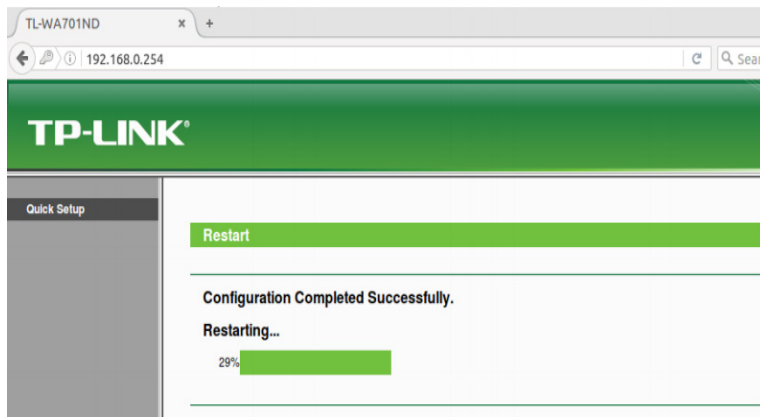 TL-WA701ND × +
192.168.0.254
TP-LINK®
Quick Setup
Restart
Configuration Completed Successfully.
Restarting...
29%